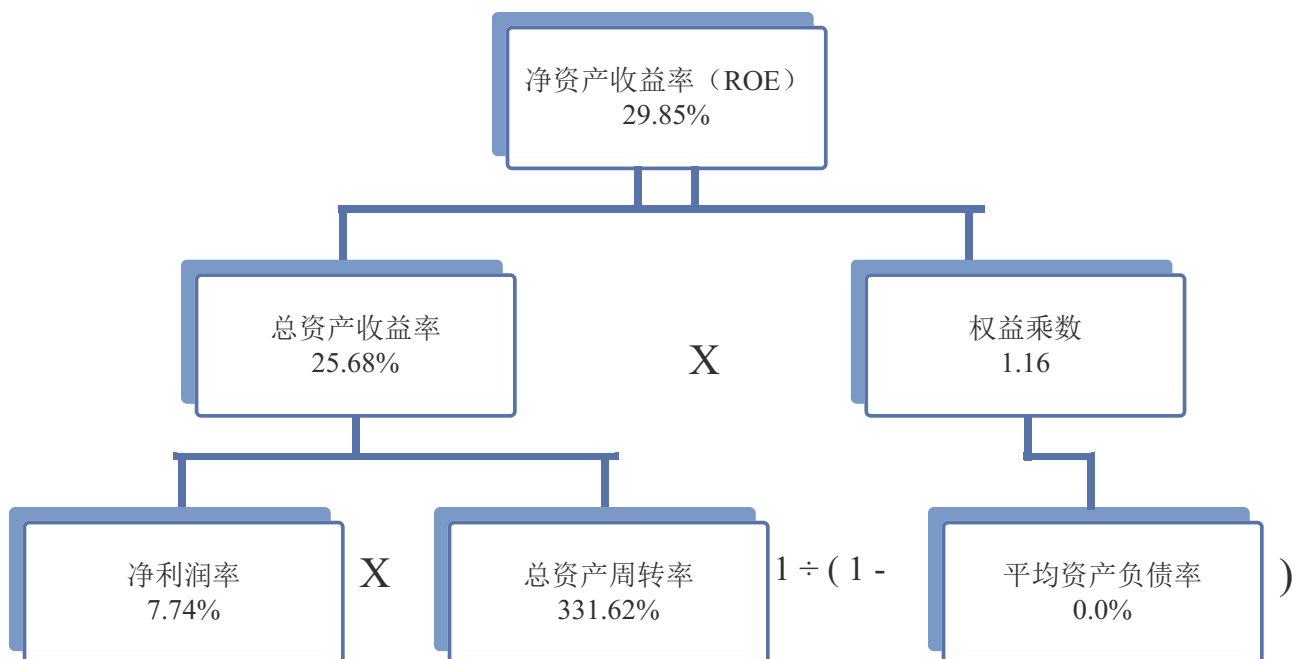 净资产收益率（ROE）
29.85%
总资产收益率
25.68%
X
权益乘数
1.16
净利润率
7.74%
X
总资产周转率
331.62%
1 ÷ ( 1 -
平均资产负债率
0.0%
)